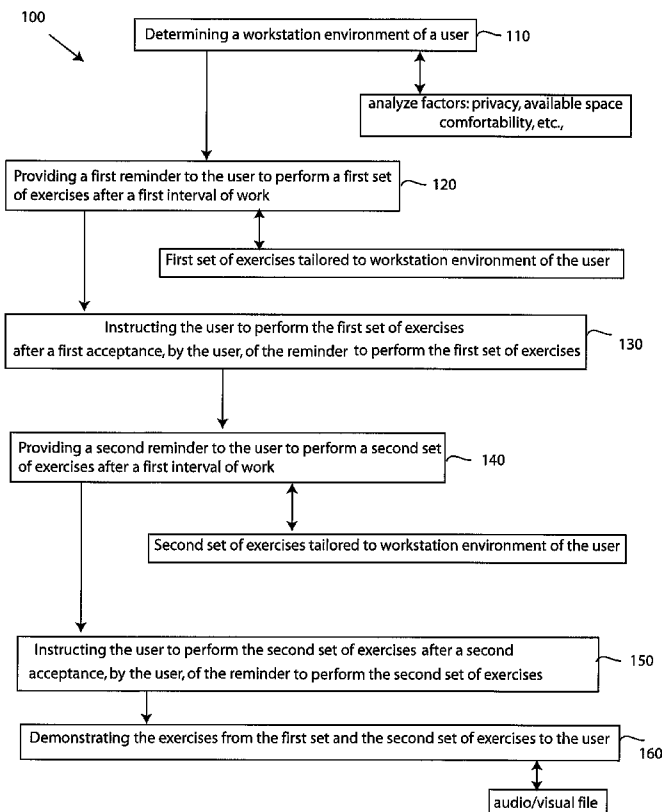 100
Determining a workstation environment of a user
110
analyze factors: privacy, available space
comfortability, etc.,
Providing a first reminder to the user to perform a first set
of exercises after a first interval of work
120
First set of exercises tailored to workstation environment of the user
Instructing the user to perform the first set of exercises
after a first acceptance, by the user, of the reminder to perform the first set of exercises
130
Providing a second reminder to the user to perform a second set
of exercises after a first interval of work
140
Second set of exercises tailored to workstation environment of the user
Instructing the user to perform the second set of exercises after a second
acceptance, by the user, of the reminder to perform the second set of exercises
150
Demonstrating the exercises from the first set and the second set of exercises to the user
160
audio/visual file